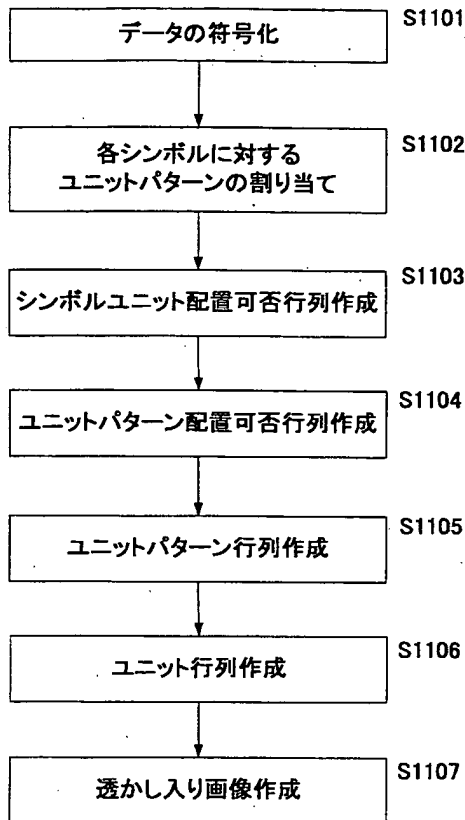 データの符号化
S1101
各シンボルに対する
ユニットパターンの割り当て
S1102
シンボルユニット配置可否行列作成
S1103
ユニットパターン配置可否行列作成
S1104
ユニットパターン行列作成
S1105
ユニット行列作成
S1106
透かし入り画像作成
S1107